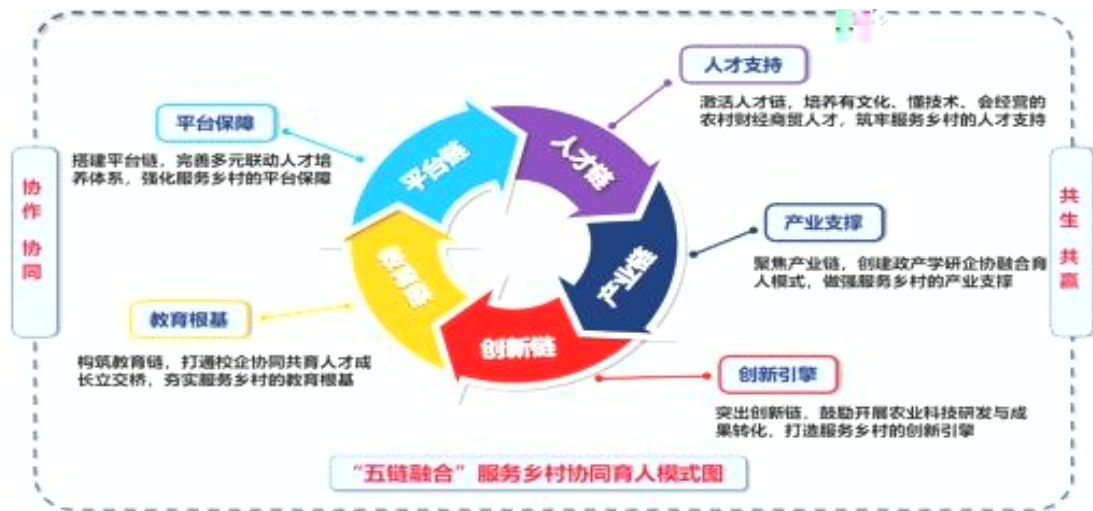 人才支持
激活人才链，培养有文化、懂技术、会经营的
农村财经商贸人才，筑牢服务乡村的人才支持
平台保障
搭建平台链，完善多元联动人才培
养体系，强化服务乡村的平台保障
平台链
人才链
协作 协同
共生 共赢
产业支撑
聚焦产业链，创建政产学研企协融合育
人模式，做强服务乡村的产业支撑
产业链
教育链
创新链
教育根基
构筑教育链，打通校企协同共育人才成
长立交桥，夯实服务乡村的教育根基
创新引擎
突出创新链，鼓励开展农业科技研发与成
果转化，打造服务乡村的创新引擎
“五链融合”服务乡村协同育人模式图